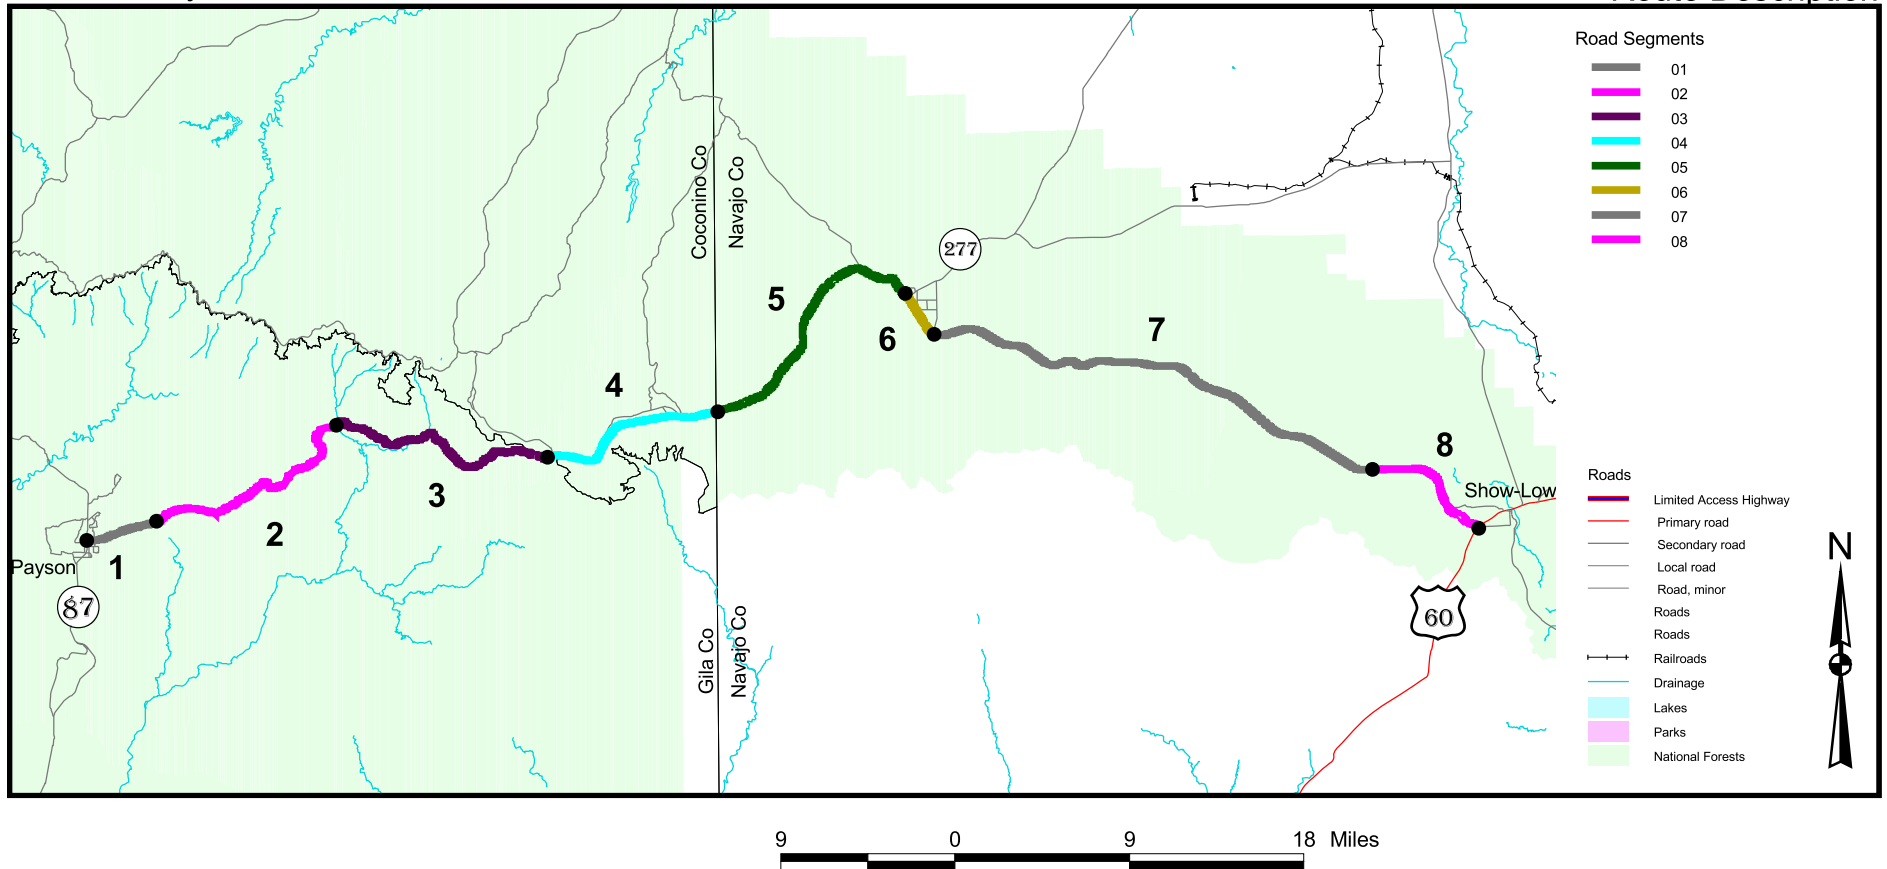 Route Description
Road Segments
01
02
03
04
05
06
07
08
Coconino Co
Navajo Co
277
5
6
7
4
8
3
2
1
Payson
87
Show-Low
60
Gila Co
Navajo Co
Roads
Limited Access Highway
Primary road
Secondary road
Local road
Road, minor
Roads
Roads
Railroads
Drainage
Lakes
Parks
National Forests
N
9 0 9 18 Miles